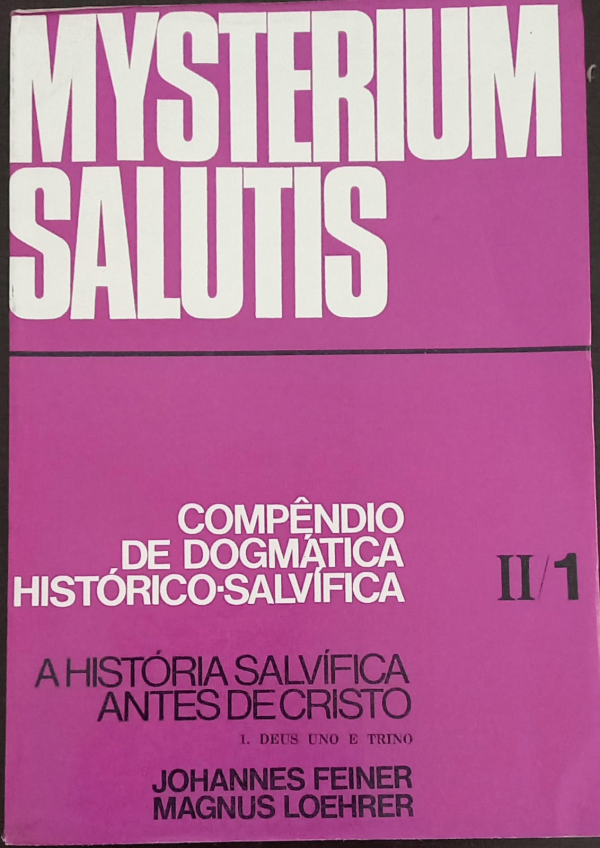 MYSTERIUM
SALUTIS
COMPÊNDIO
DE DOGMÁTICA
HISTÓRICO-SALVÍFICA
II/1
A HISTÓRIA SALVÍFICA
ANTES DE CRISTO
1. DEUS UNO E TRINO
JOHANNES FEINER
MAGNUS LOEHRER